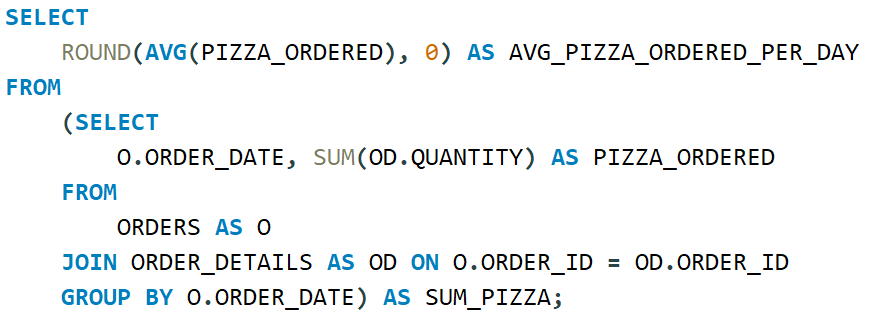 SELECT
ROUND(AVG(PIZZA_ORDERED), 0) AS AVG_PIZZA_ORDERED_PER_DAY
FROM
(SELECT
O.ORDER_DATE, SUM(OD.QUANTITY) AS PIZZA_ORDERED
FROM
ORDERS AS O
JOIN ORDER_DETAILS AS OD ON O.ORDER_ID = OD.ORDER_ID
GROUP BY O.ORDER_DATE) AS SUM_PIZZA;